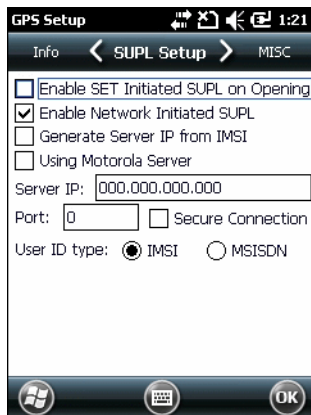 GPS Setup 1:21
Info SUPL Setup MISC
Enable SET Initiated SUPL on Opening
Enable Network Initiated SUPL
Generate Server IP from IMSI
Using Motorola Server
Server IP: 000.000.000.000
Port: 0 Secure Connection
User ID type: IMSI MSISDN
OK